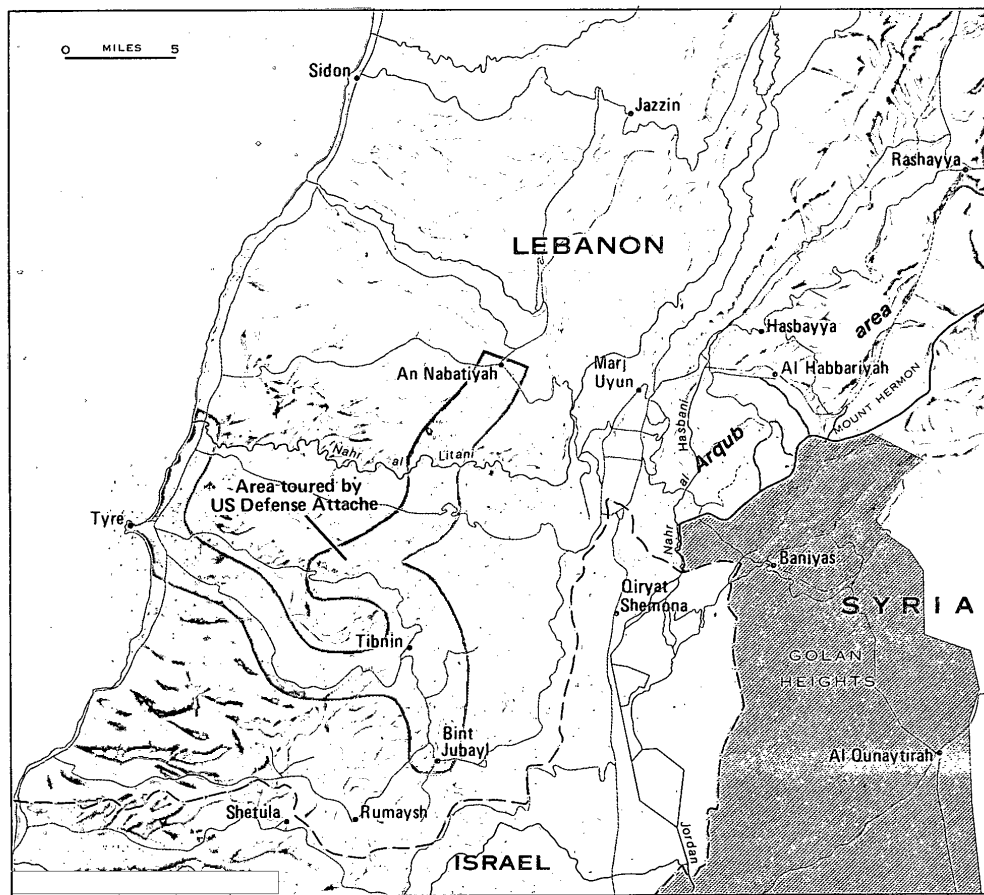 0 MILES 5
Sidon
Jazzin
Rashayya
LEBANON
Hasbayya
area
An Nabatiyah
Marj
Uyun
Al Habbariyah
MOUNT HERMON
Nahr al Litani
Nahr al Hasbani
Arqub
Area toured by
US Defense Attache
Tyre
Baniyas
Qiryat
Shemona
SYRIA
Tibnin
GOLAN
HEIGHTS
Bint
Jubayl
Al Qunaytirah
Shetula
Rumaysh
Jordan
ISRAEL